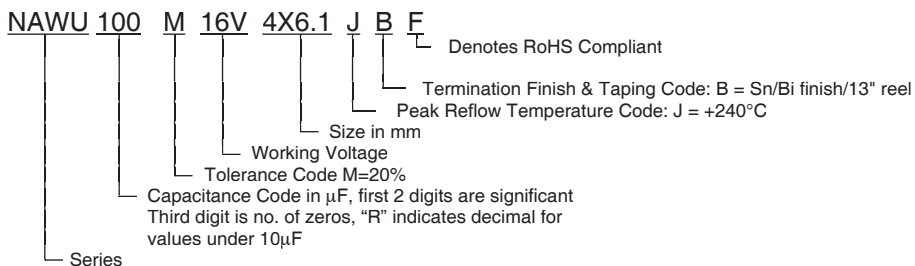 NAWU 100 M 16V 4X6.1 J B F
Denotes RoHS Compliant
Termination Finish & Taping Code: B = Sn/Bi finish/13" reel
Peak Reflow Temperature Code: J = +240°C
Size in mm
Working Voltage
Tolerance Code M=20%
Capacitance Code in μF, first 2 digits are significant
Third digit is no. of zeros, “R” indicates decimal for
values under 10μF
Series